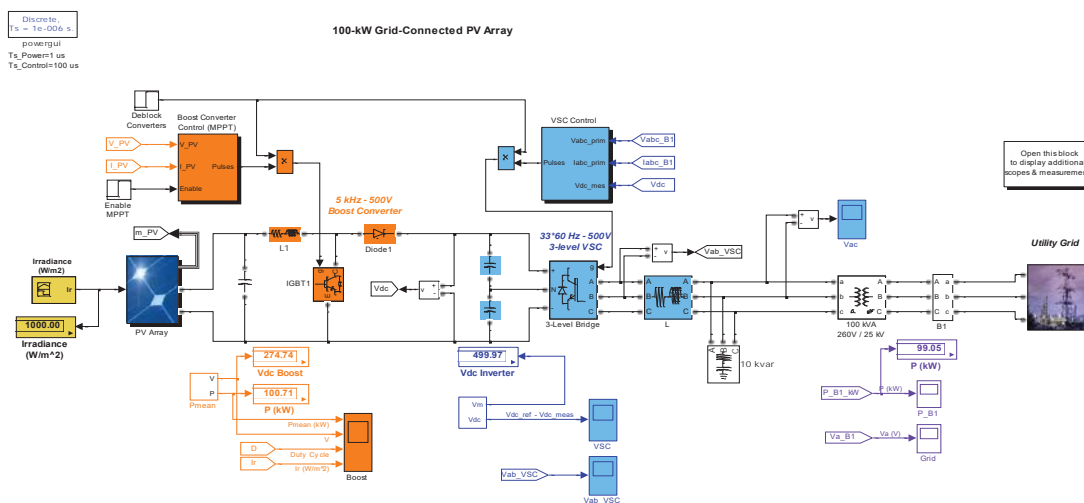 Discrete,
Ts = 1e-006 s.
powergui
Ts_Power=1 us
Ts_Control=100 us
100-kW Grid-Connected PV Array
Deblock
Converters
Boost Converter
Control (MPPT)
V_PV
I_PV
V_PV
I_PV
Pulses
Enable
Enable
MPPT
×
VSC Control
Vabc_prim
Iabc_prim
Vdc_mes
Pulses
×
Vabc_B1
Iabc_B1
Vdc
Open this block
to display additional
scopes & measurement
5 kHz - 500V
Boost Converter
33*60 Hz - 500V
3-level VSC
m_PV
Irradiance
(W/m2)
Ir
1000.00
Irradiance
(W/m^2)
PV Array
L1
Diode1
IGBT1
g
C
E
Vdc
v
+
-
+
N
-
g
A
B
C
3-Level Bridge
v
+
-
Vab_VSC
A
B
C
L
A
B
C
A B C
10 kvar
+
-
v
Vac
a
b
c
A
B
C
100 kVA
260V / 25 kV
A
B
C
a
b
c
B1
Utility Grid
V
P
Pmean
274.74
Vdc Boost
100.71
P (kW)
Pmean (kW)
V
D
Duty Cycle
Ir
Ir (W/m^2)
Boost
499.97
Vdc Inverter
Vm
Vdc
Vdc_ref - Vdc_meas
VSC
Vab_VSC
Vab_VSC
99.05
P (kW)
P_B1_kW
P (kW)
P_B1
Va_B1
Va (V)
Grid